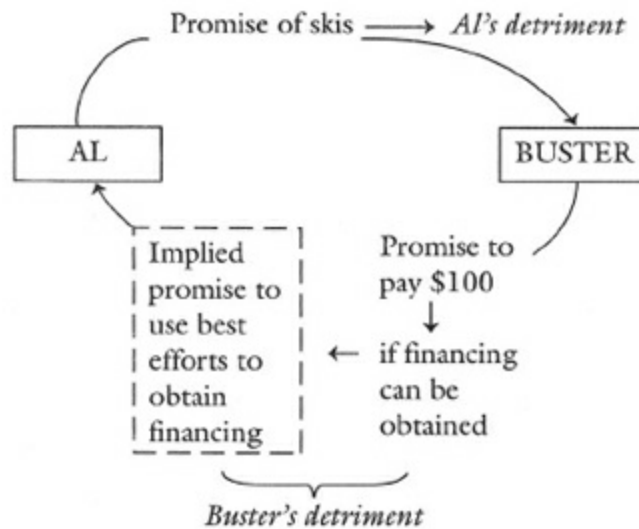 Promise of skis
Al's detriment
AL
BUSTER
Promise to
pay $100
if financing
can be
obtained
Implied
promise to
use best
efforts to
obtain
financing
Buster's detriment